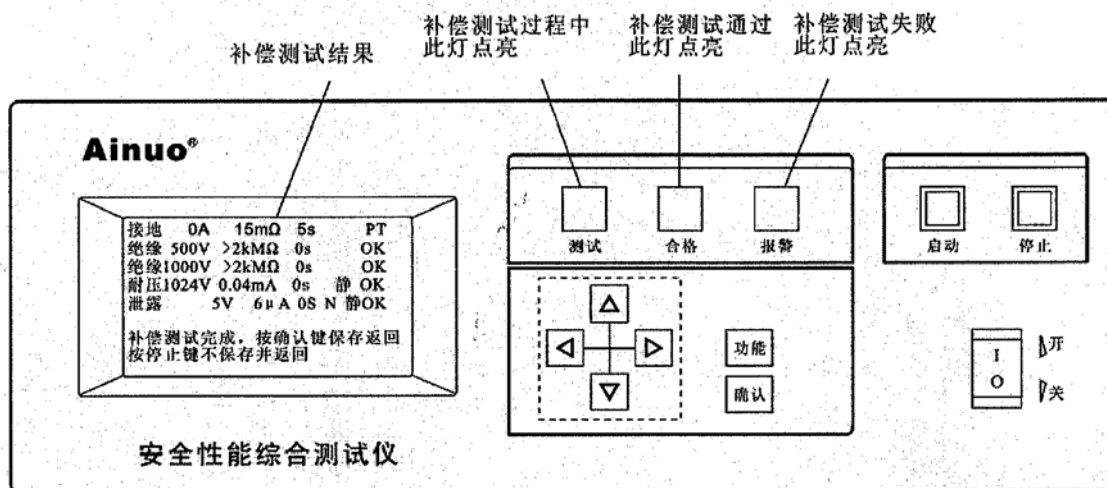 补偿测试结果
补偿测试过程中
此灯点亮
补偿测试通过
此灯点亮
补偿测试失败
此灯点亮
Ainuo®
接地 0A 15mΩ 5s PT
绝缘 500V >2kMΩ 0s OK
绝缘1000V >2kMΩ 0s OK
耐压1024V 0.04mA 0s 静 OK
泄露 5V 6μA 0S N 静OK
补偿测试完成，按确认键保存返回
按停止键不保存并返回
安全性能综合测试仪
测试
合格
报警
启动
停止
功能
确认
I
O
开
关